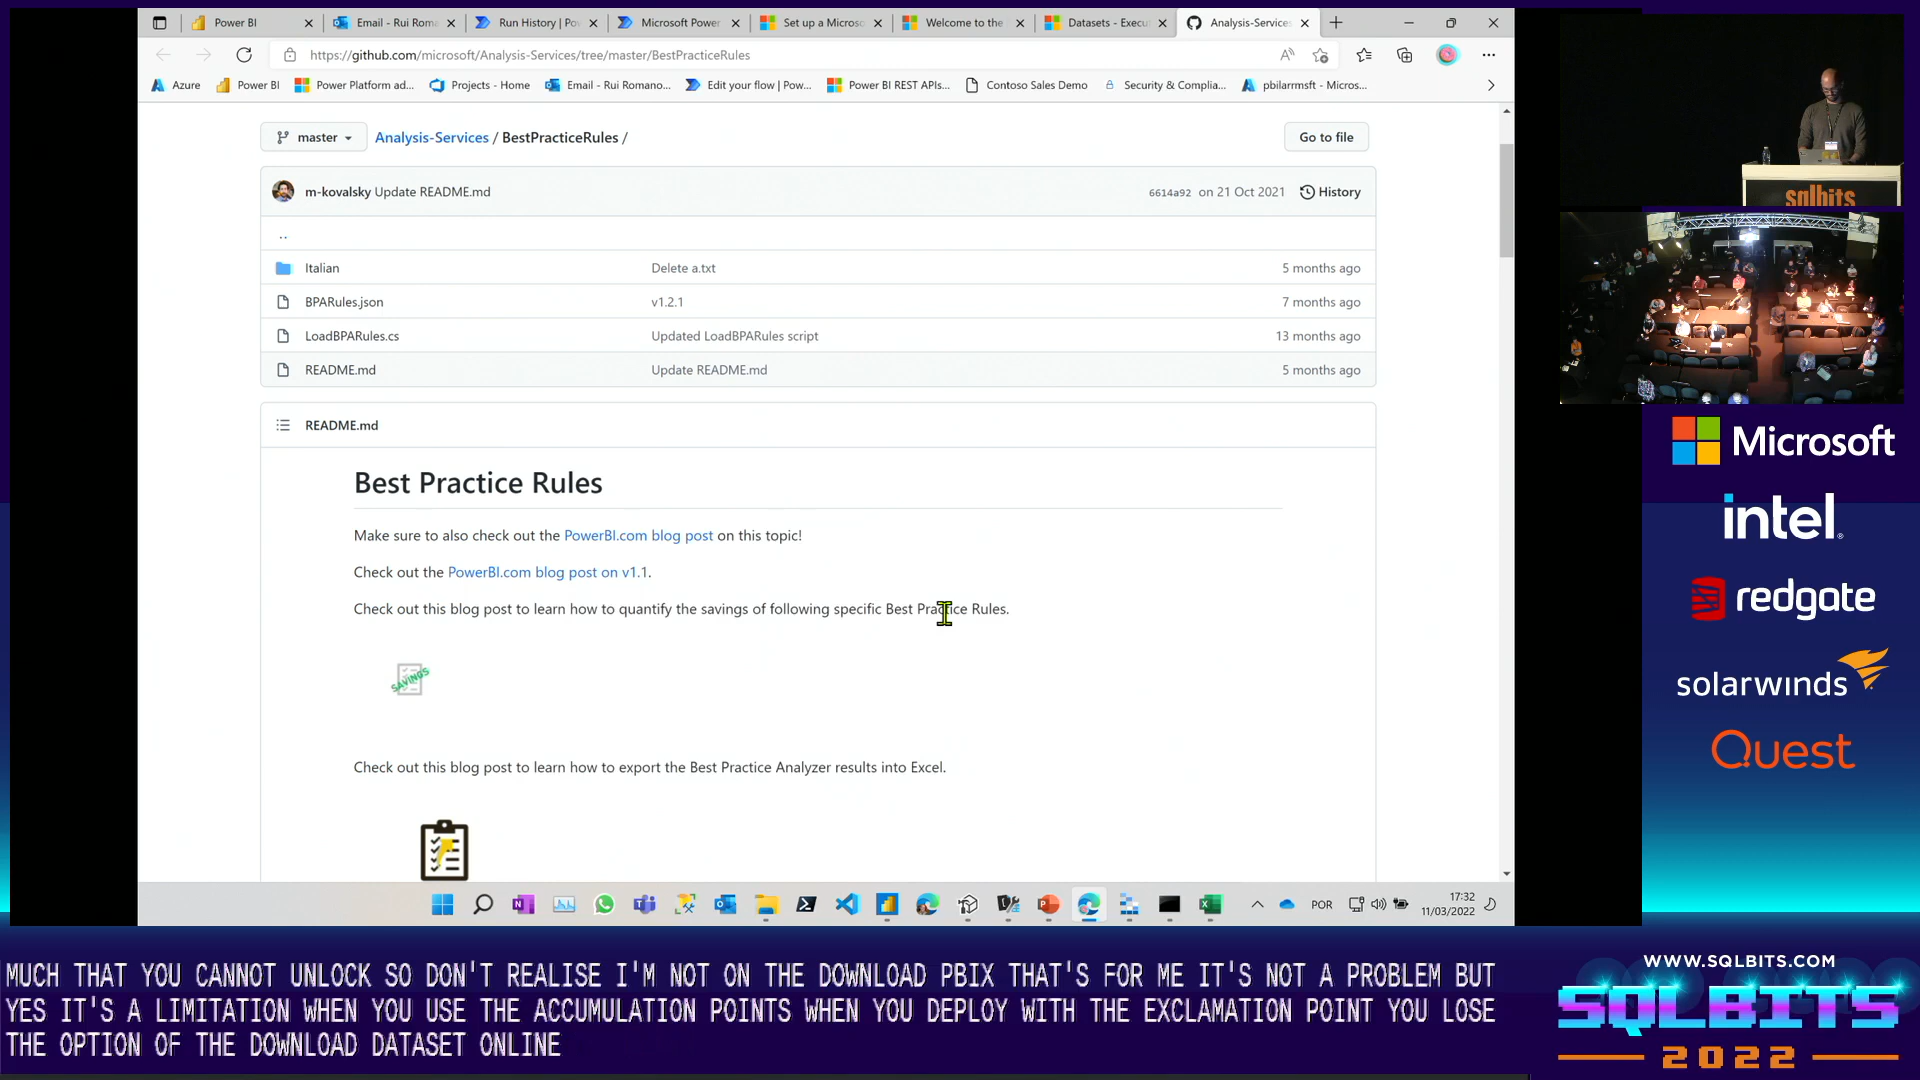 Power BI
Email - Rui Roma
Run History | Pow
Microsoft Power
Set up a Microso
Welcome to the
Datasets - Execu
Analysis-Services
https://github.com/microsoft/Analysis-Services/tree/master/BestPracticeRules
Azure
Power BI
Power Platform ad...
Projects - Home
Email - Rui Romano...
Edit your flow | Pow...
Power BI REST APIs...
Contoso Sales Demo
Security & Complia...
pbilarrmsft - Micros...
master
Analysis-Services / BestPracticeRules /
Go to file
m-kovalsky Update README.md
6614a92 on 21 Oct 2021
History
..
Italian
Delete a.txt
5 months ago
BPARules.json
v1.2.1
7 months ago
LoadBPARules.cs
Updated LoadBPARules script
13 months ago
README.md
Update README.md
5 months ago
README.md
Best Practice Rules
Make sure to also check out the PowerBI.com blog post on this topic!
Check out the PowerBI.com blog post on v1.1.
Check out this blog post to learn how to quantify the savings of following specific Best Practice Rules.
SAVINGS
Check out this blog post to learn how to export the Best Practice Analyzer results into Excel.
POR
17:32
11/03/2022
sqlbits
Microsoft
intel.
redgate
solarwinds
Quest
MUCH THAT YOU CANNOT UNLOCK SO DON'T REALISE I'M NOT ON THE DOWNLOAD PBIX THAT'S FOR ME IT'S NOT A PROBLEM BUT
YES IT'S A LIMITATION WHEN YOU USE THE ACCUMULATION POINTS WHEN YOU DEPLOY WITH THE EXCLAMATION POINT YOU LOSE
THE OPTION OF THE DOWNLOAD DATASET ONLINE
WWW.SQLBITS.COM
SQLBITS
2022